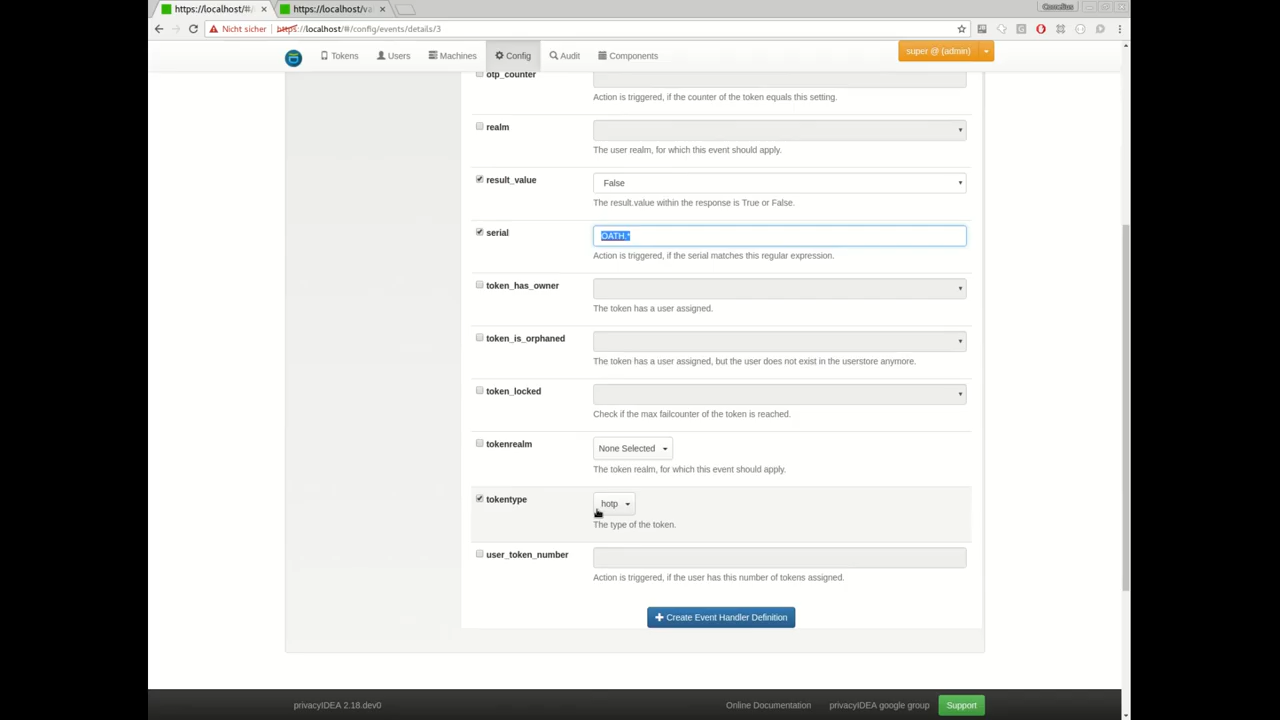 https://localhost/#/
https://localhost/va
Cornelius
Nicht sicher
https://localhost/#/config/events/details/3
Tokens
Users
Machines
Config
Audit
Components
super @ (admin)
otp_counter
Action is triggered, if the counter of the token equals this setting.
realm
The user realm, for which this event should apply.
result_value
False
The result.value within the response is True or False.
serial
OATH.*
Action is triggered, if the serial matches this regular expression.
token_has_owner
The token has a user assigned.
token_is_orphaned
The token has a user assigned, but the user does not exist in the userstore anymore.
token_locked
Check if the max failcounter of the token is reached.
tokenrealm
None Selected
The token realm, for which this event should apply.
tokentype
hotp
The type of the token.
user_token_number
Action is triggered, if the user has this number of tokens assigned.
Create Event Handler Definition
privacyIDEA 2.18.dev0
Online Documentation
privacyIDEA google group
Support